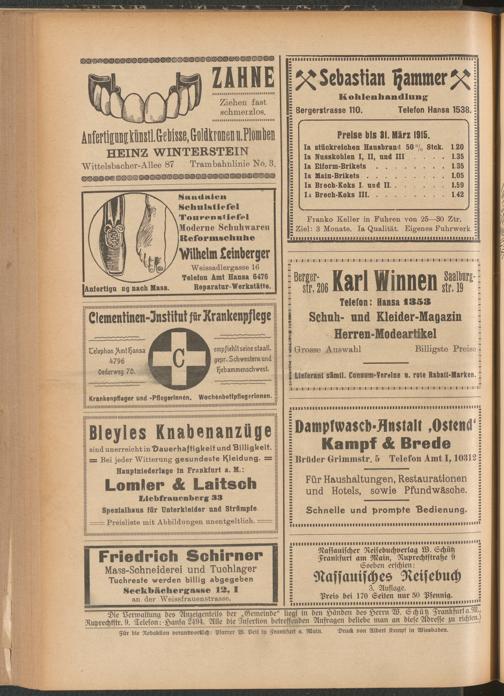 ZÄHNE
Ziehen fast
schmerzlos.
Anfertigung künstl. Gebisse, Goldkronen u. Plomben
HEINZ WINTERSTEIN
Wittelsbacher-Allee 87 Trambahnlinie No. 3.
Sandalen
Schulstiefel
Tourenstiefel
Moderne Schuhwaren
Reformschuhe
Wilhelm Leinberger
Weissadlergasse 16
Telefon Amt Hansa 6476
Anfertigung nach Mass. Reparatur-Werkstätte.
Clementinen-Institut für Krankenpflege
Telephon Amt Hansa
4796
Oederweg 70.
C
empfiehlt seine staatl.
gepr. Schwestern und
Hebammenschwest.
Krankenpfleger und -Pflegerinnen. Wochenbettpflegerinnen.
Bleyles Knabenanzüge
sind unerreicht in Dauerhaftigkeit und Billigkeit.
Bei jeder Witterung gesundeste Kleidung.
Hauptniederlage in Frankfurt a. M.:
Lomler & Laitsch
Liebfrauenberg 33
Spezialhaus für Unterkleider und Strümpfe
Preisliste mit Abbildungen unentgeltlich.
Friedrich Schirner
Mass-Schneiderei und Tuchlager
Tuchreste werden billig abgegeben
Seckbächergasse 12, I
an der Weissfrauenstrasse.
Sebastian Hammer
Kohlenhandlung
Bergerstrasse 110. Telefon Hansa 1538.
Preise bis 31. März 1915.
Ia stückreichen Hausbrand 50 % Stck. 1.20
Ia Nusskohlen I, II, und III 1.35
Ia Eiform-Brikets 1.35
Ia Main-Brikets 1.05
Ia Brech-Koks I. und II. 1.59
Ia Brech-Koks III. 1.42
Franko Keller in Fuhren von 25—30 Ztr.
Ziel: 3 Monate. Ia Qualität. Eigenes Fuhrwerk
Berger-
str. 206
Karl Winnen
Saalburg-
str. 19
Telefon: Hansa 1353
Schuh- und Kleider-Magazin
Herren-Modeartikel
Grosse Auswahl Billigste Preise
Lieferant sämtl. Consum-Vereine u. rote Rabatt-Marken.
Dampfwasch-Anstalt ‚Ostend‘
Kampf & Brede
Brüder Grimmstr. 5 Telefon Amt I, 10312
Für Haushaltungen, Restaurationen
und Hotels, sowie Pfundwäsche.
Schnelle und prompte Bedienung.
Nassauischer Reisebuchverlag W. Schütz
Frankfurt am Main, Ruprechtstraße 9
Soeben erschien:
Nassauisches Reisebuch
3. Auflage.
Preis bei 170 Seiten nur 50 Pfennig.
Die Verwaltung des Anzeigenteils der „Gemeinde“ liegt in den Händen des Herrn W. Schütz Frankfurt a. M.,
Ruprechtstr. 9. Telefon: Hansa 2494. Alle die Insertion betreffenden Anfragen beliebe man an diese Adresse zu richten.
Für die Redaktion verantwortlich: Pfarrer W. Veit in Frankfurt a. Main. Druck von Albert Kempf in Wiesbaden.